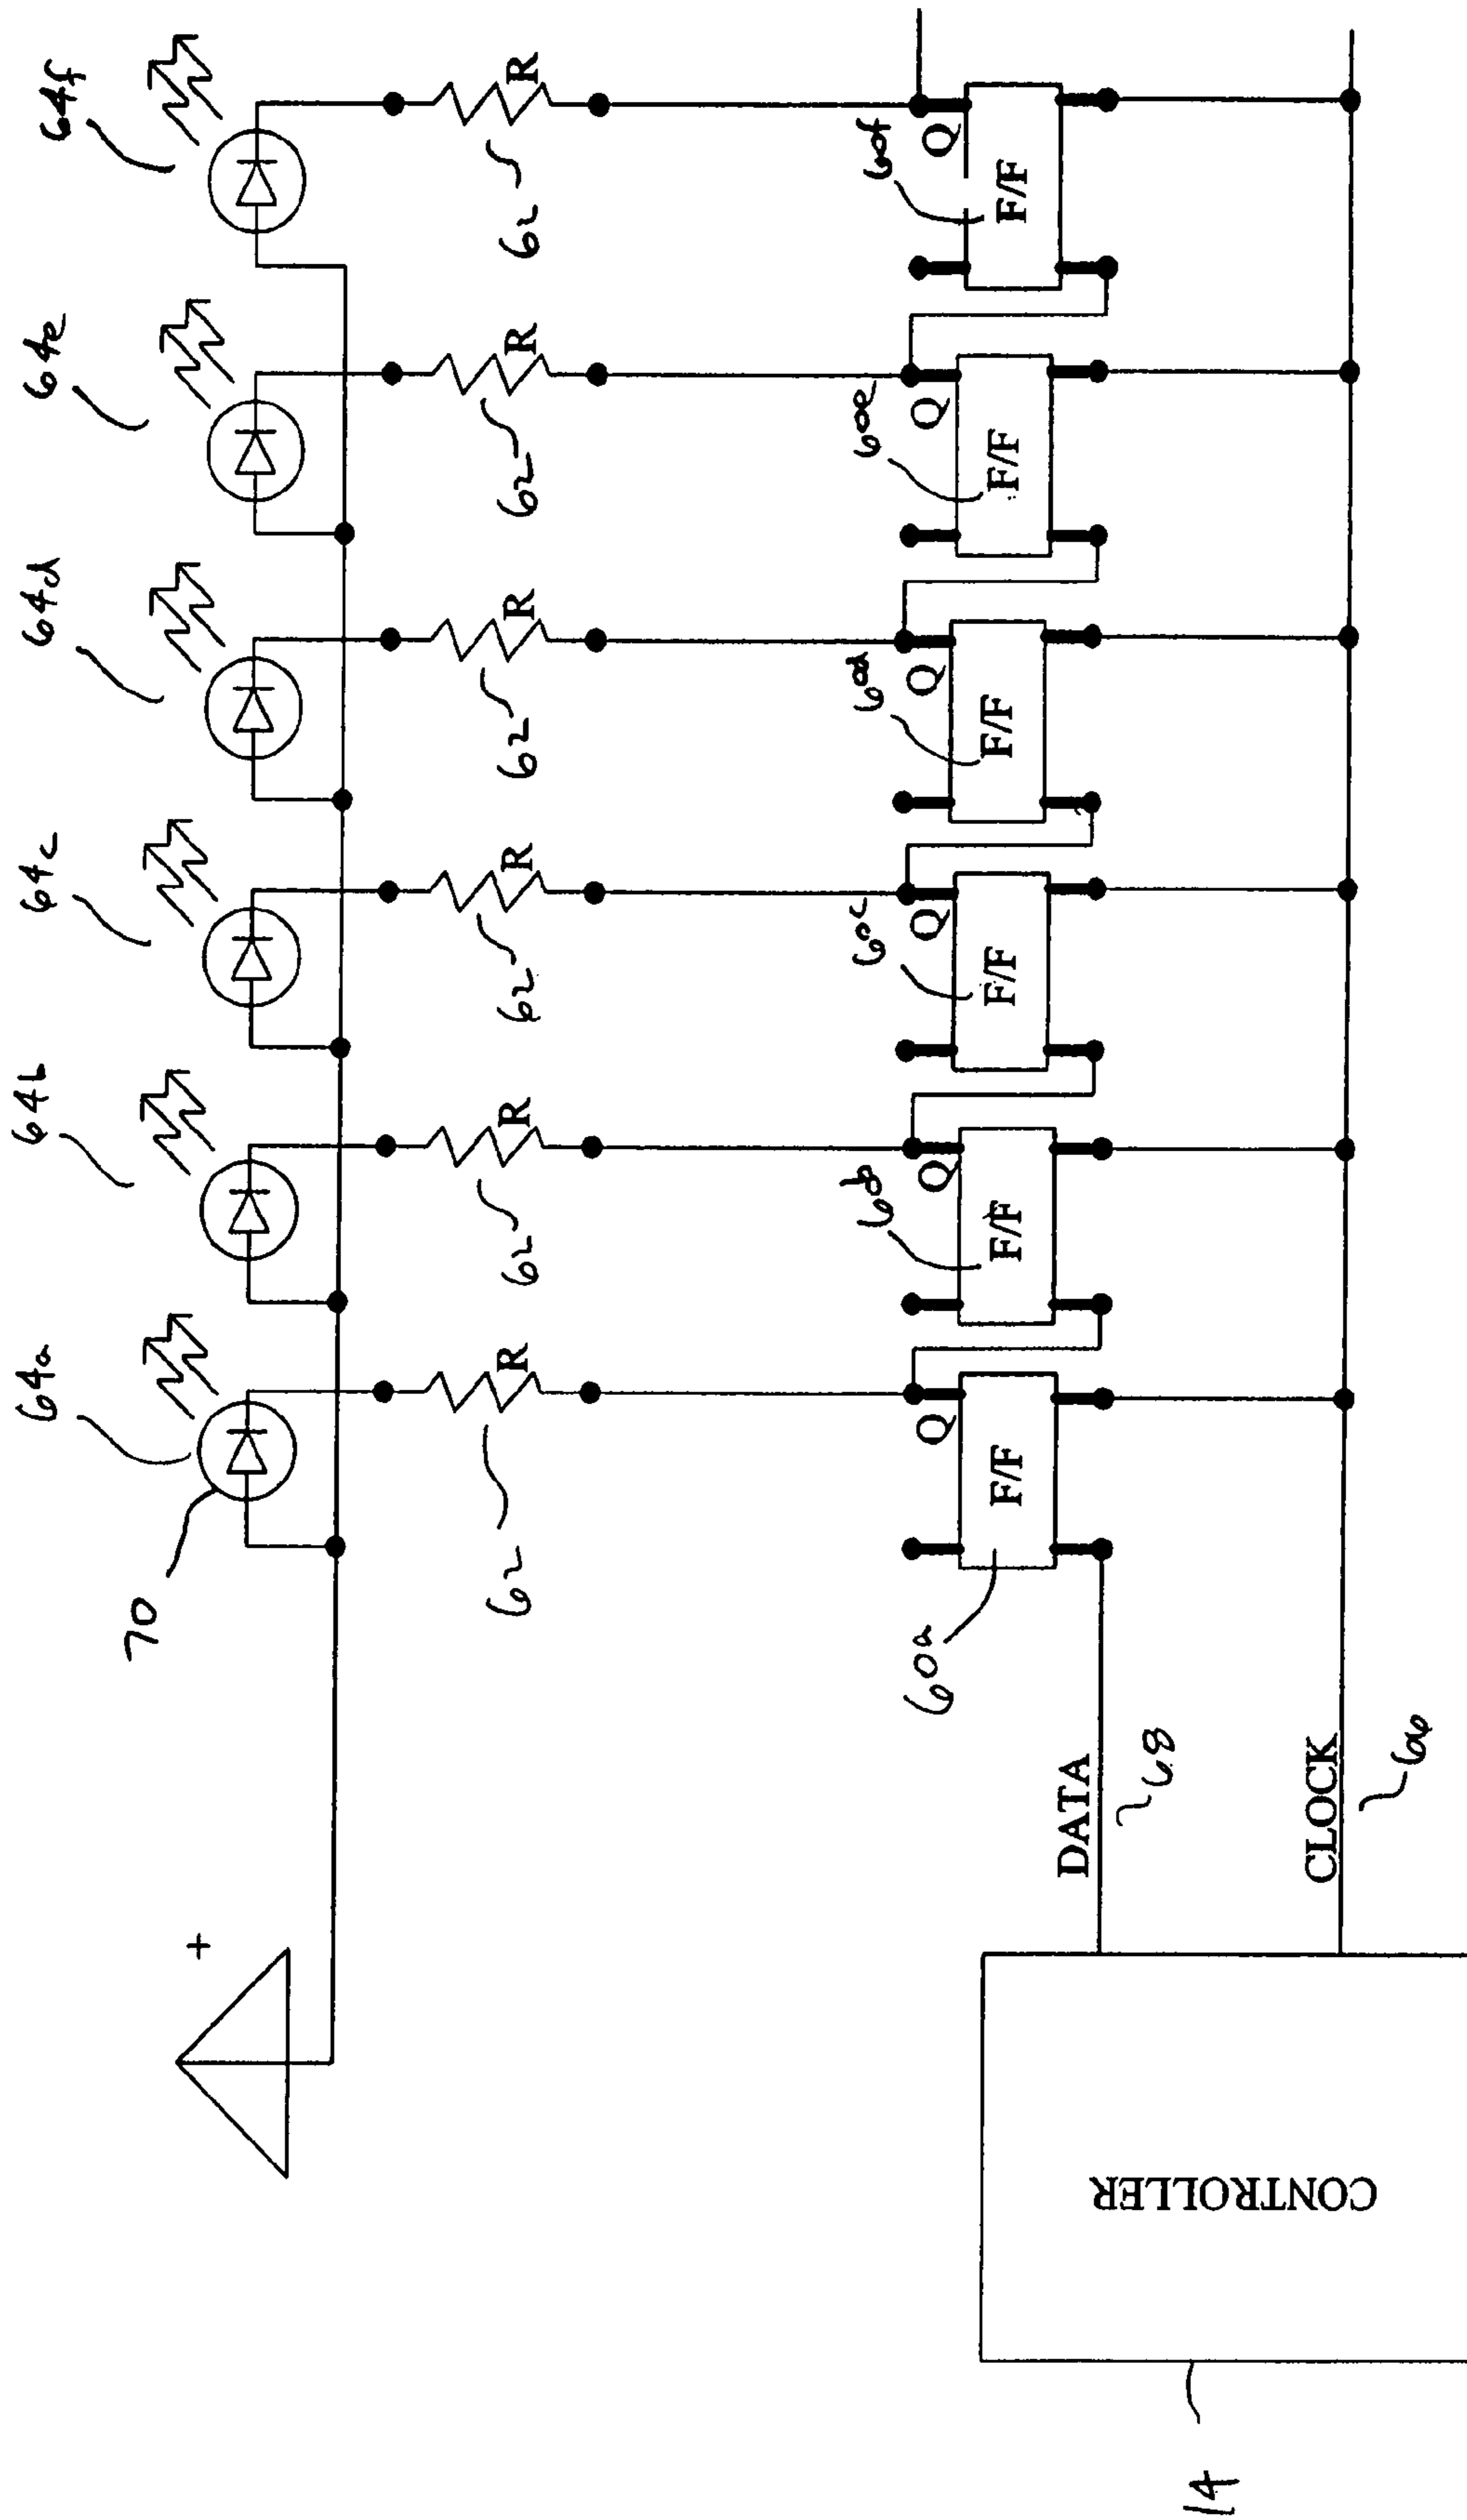 64a 64b 64c 64d 64e 64f
70
+
R R R R R R
62 62 62 62 62 62
60a 60b 60c 60d 60e 60f
Q Q Q Q Q Q
F/F F/F F/F F/F F/F F/F
DATA
68
CLOCK
66
CONTROLLER
14